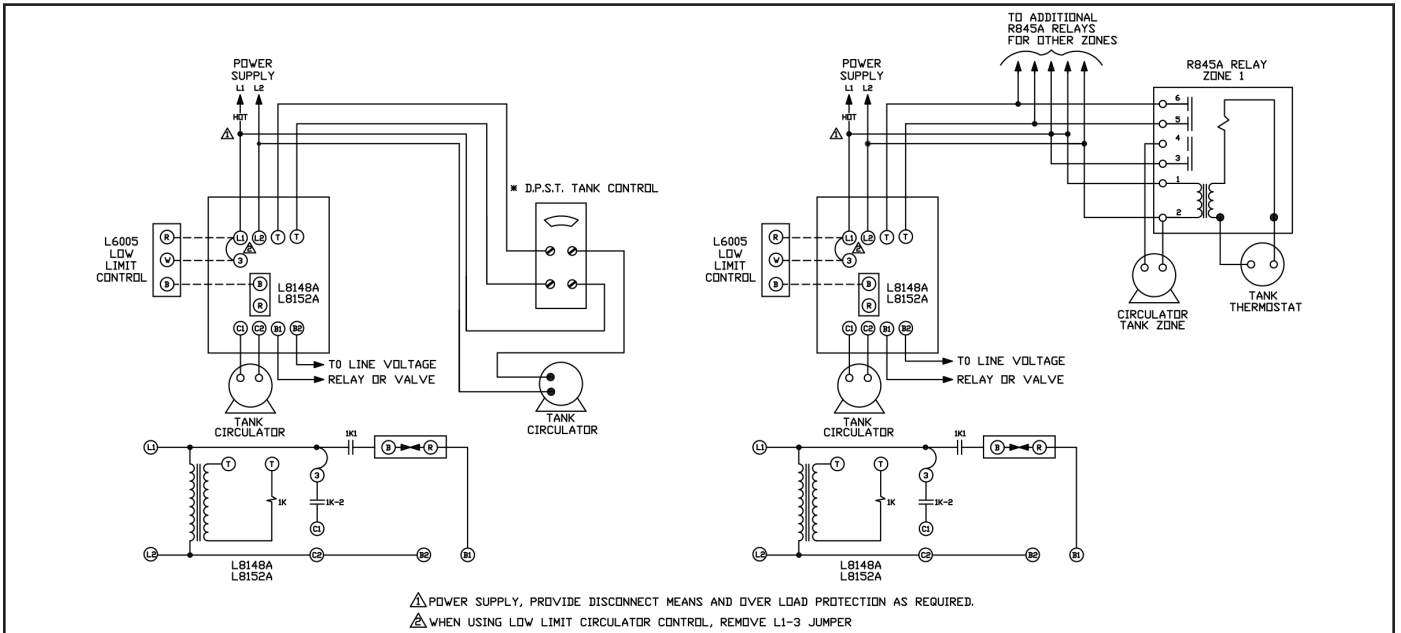 POWER
SUPPLY
L1 L2
HOT
1
* D.P.S.T. TANK CONTROL
L6005
LOW
LIMIT
CONTROL
R
W
B
L1 L2 T T
2
3
B
R
L8148A
L8152A
C1 C2 B1 B2
TO LINE VOLTAGE
RELAY OR VALVE
TANK
CIRCULATOR
TANK
CIRCULATOR
L1
T T
1K
3
1K-2
C1
1K1
B R
L2
C2
B2
B1
L8148A
L8152A
TO ADDITIONAL
R845A RELAYS
FOR OTHER ZONES
POWER
SUPPLY
L1 L2
HOT
1
R845A RELAY
ZONE 1
6
5
4
3
1
2
L6005
LOW
LIMIT
CONTROL
R
W
B
L1 L2 T T
2
3
B
R
L8148A
L8152A
C1 C2 B1 B2
TO LINE VOLTAGE
RELAY OR VALVE
TANK
CIRCULATOR
CIRCULATOR
TANK ZONE
TANK
THERMOSTAT
L1
T T
1K
3
1K-2
C1
1K1
B R
L2
C2
B2
B1
L8148A
L8152A
1 POWER SUPPLY, PROVIDE DISCONNECT MEANS AND OVER LOAD PROTECTION AS REQUIRED.
2 WHEN USING LOW LIMIT CIRCULATOR CONTROL, REMOVE L1-3 JUMPER